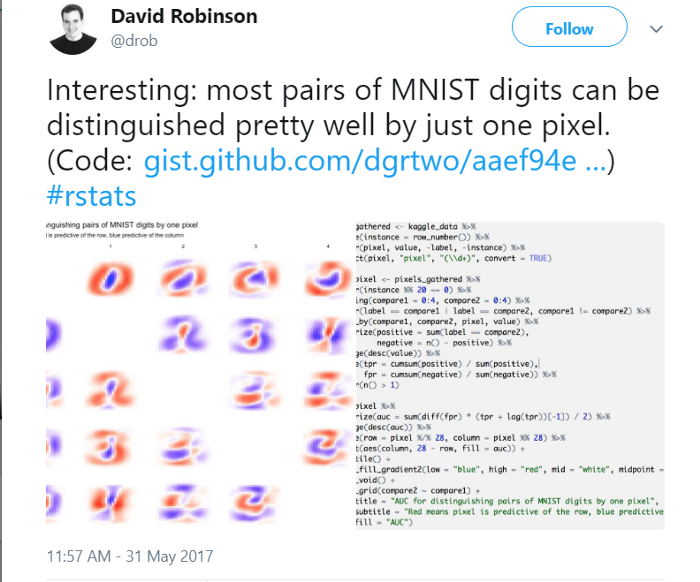 David Robinson
@drob
Follow
Interesting: most pairs of MNIST digits can be
distinguished pretty well by just one pixel.
(Code: gist.github.com/dgrtwo/aaef94e ...)
#rstats
nguishing pairs of MNIST digits by one pixel
l is predictive of the row, blue predictive of the column
1 2 3 4
gathered <- kaggle_data %>%
e(instance = row_number()) %>%
r(pixel, value, -label, -instance) %>%
ct(pixel, "pixel", "(\\d+)", convert = TRUE)
pixel <- pixels_gathered %>%
r(instance %% 20 == 0) %>%
ing(compare1 = 0:4, compare2 = 0:4) %>%
r(label == compare1 | label == compare2, compare1 != compare2) %>%
_by(compare1, compare2, pixel, value) %>%
rize(positive = sum(label == compare2),
negative = n() - positive) %>%
ge(desc(value)) %>%
e(tpr = cumsum(positive) / sum(positive),
fpr = cumsum(negative) / sum(negative)) %>%
r(n() > 1)
pixel %>%
rize(auc = sum(diff(fpr) * (tpr + lag(tpr))[-1]) / 2) %>%
ge(desc(auc)) %>%
e(row = pixel %/% 28, column = pixel %% 28) %>%
t(aes(column, 28 - row, fill = auc)) +
tile() +
_fill_gradient2(low = "blue", high = "red", mid = "white", midpoint =
_void() +
_grid(compare2 ~ compare1) +
title = "AUC for distinguishing pairs of MNIST digits by one pixel",
subtitle = "Red means pixel is predictive of the row, blue predictive
fill = "AUC")
11:57 AM - 31 May 2017